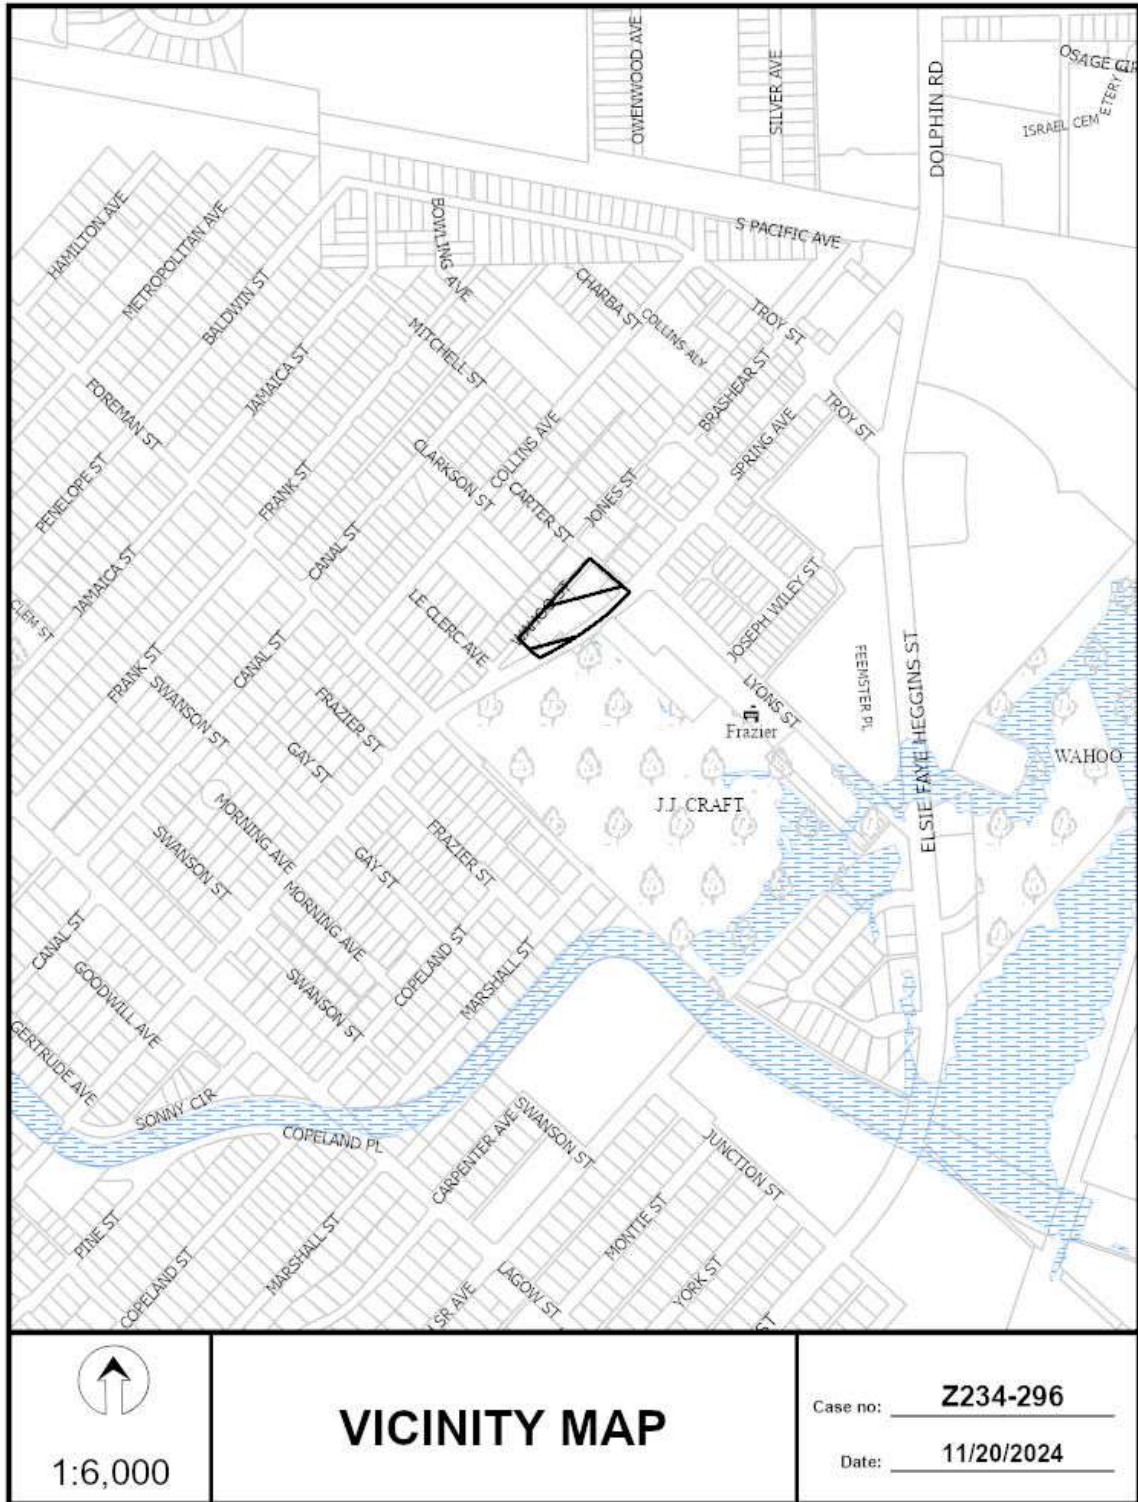 OWENWOOD AVE
SILVER AVE
DOLPHIN RD
OSAGE CIR
ISRAEL CEM ETERY
HAMILTON AVE
METROPOLITAN AVE
BALDWIN ST
BOWLING AVE
S PACIFIC AVE
CHARBA ST
COLLINS ALY
TROY ST
MITCHELL ST
JAMAICA ST
BRASHEAR ST
TROY ST
FOREMAN ST
SPRING AVE
COLLINS AVE
CLARKSON ST
CARTER ST
JONES ST
PENELOPE ST
FRANK ST
CANAL ST
JAMAICA ST
CLEM ST
LE CLERC AVE
JOSEPH WILEY ST
FRANK ST
CANAL ST
SWANSON ST
FRAZIER ST
GAY ST
LYONS ST
FEEMSTER PL
ELSIE FAYE HEGGINS ST
Frazier
WAHOO
J.J. CRAFT
MORNING AVE
SWANSON ST
GAY ST
FRAZIER ST
MORNING AVE
CANAL ST
GOODWILL AVE
SWANSON ST
COPELAND ST
MARSHALL ST
GERTRUDE AVE
SONNY CIR
COPELAND PL
CARPENTER AVE
SWANSON ST
JUNCTION ST
PINE ST
COPELAND ST
MARSHALL ST
MONTIE ST
LAGOW ST
YORK ST
SR AVE
ST
1:6,000
VICINITY MAP
Case no: Z234-296
Date: 11/20/2024